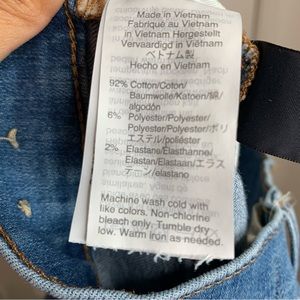 Made in Vietnam
Fabriqué au Vietnam
In Vietnam Hergestellt
Vervaardigd in Vietnam
ベトナム製
Hecho en Vietnam
92% Cotton/Coton/
Baumwolle/Katoen/綿/
algodón
6% Polyester/Polyester/
Polyester/Polyester/ポリ
エステル/poliéster
2% Elastane/Élasthanne/
Elastan/Elastaan/エラス
テーン/elastano
Machine wash cold with
like colors. Non-chlorine
bleach only. Tumble dry
low. Warm iron as needed.